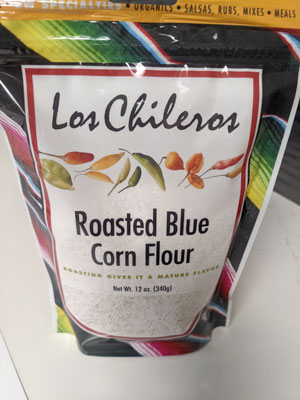 SPECIALTIES • ORGANICS • SALSAS, RUBS, MIXES • MEALS
Los Chileros
Roasted Blue
Corn Flour
ROASTING GIVES IT A MATURE FLAVOR
Net Wt. 12 oz. (340g)